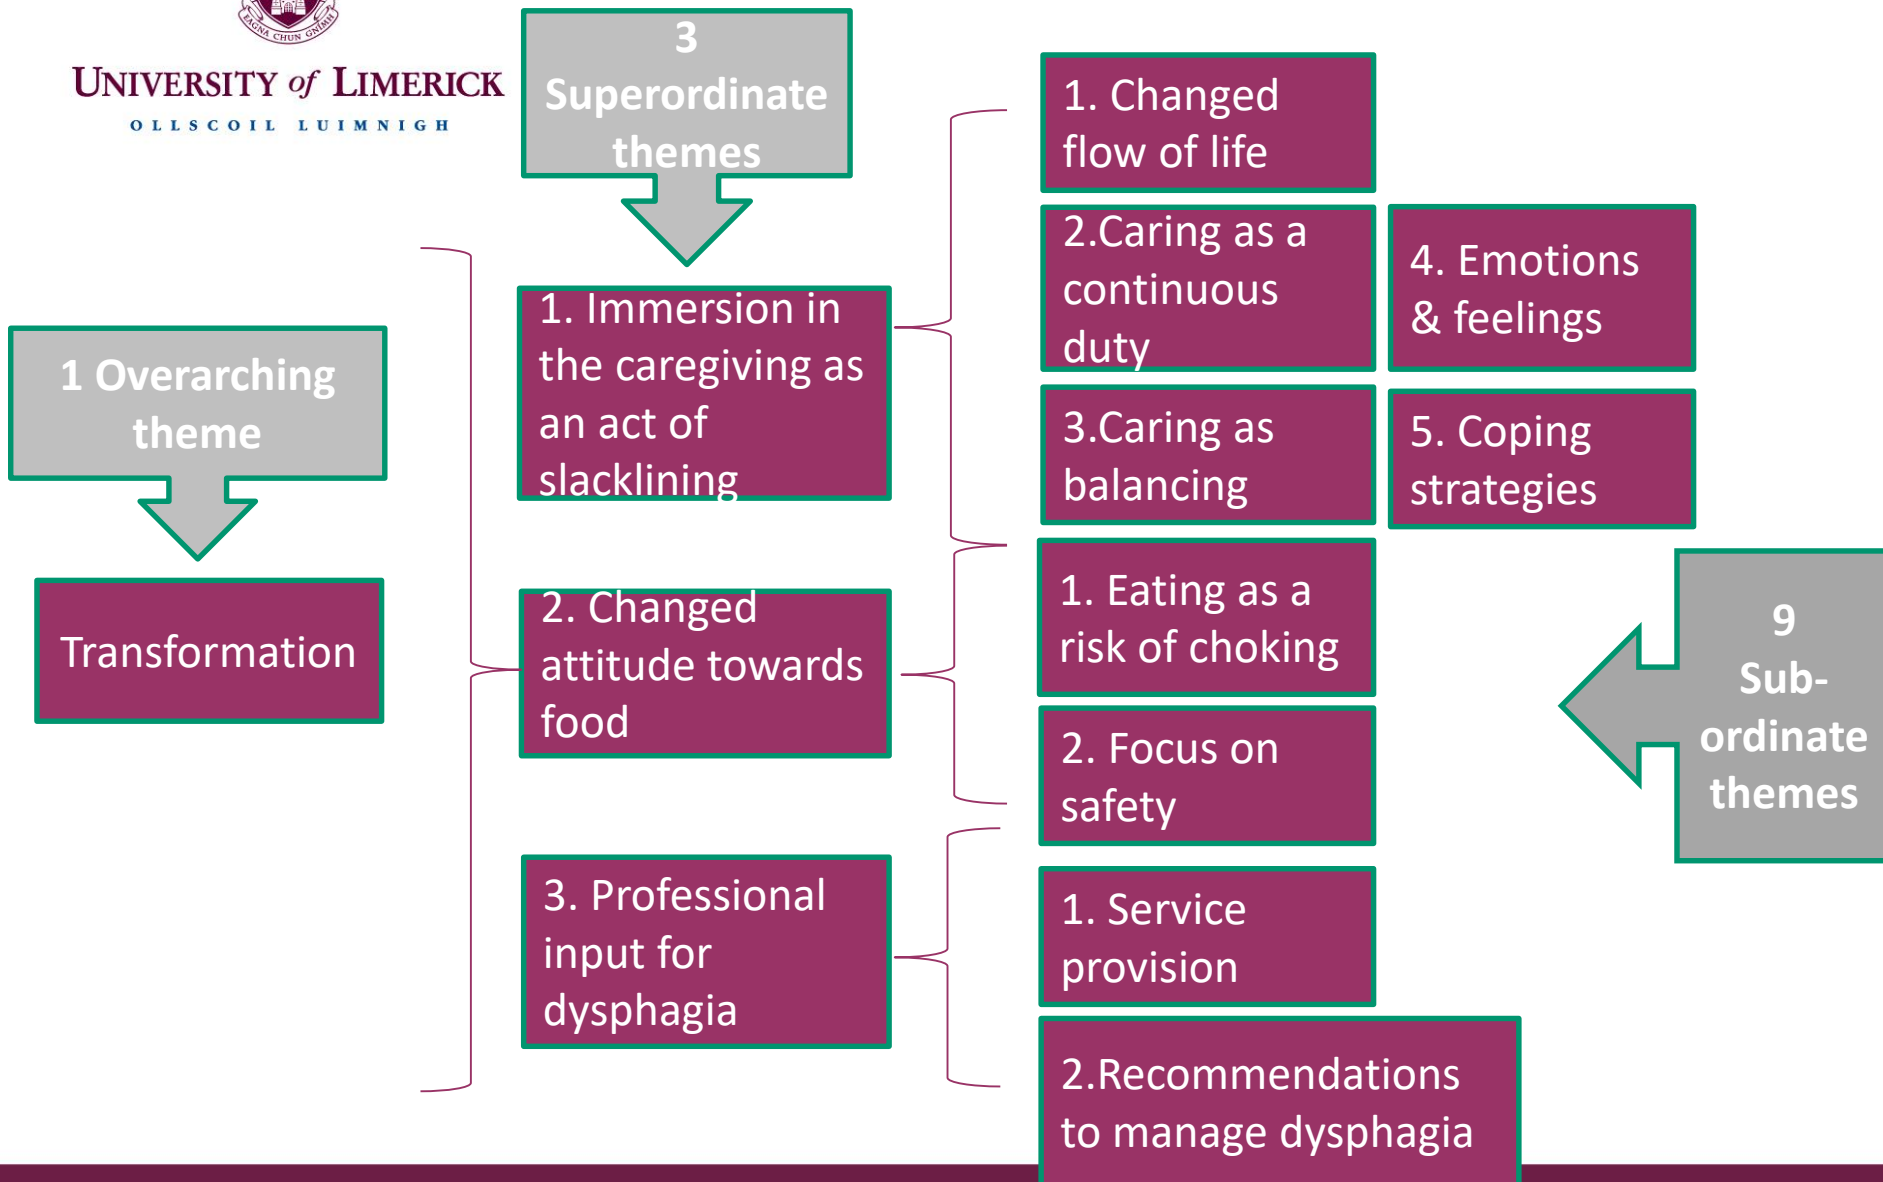 EAGNA CHUN GNÍMH
UNIVERSITY of LIMERICK
OLLSCOIL LUIMNIGH
3
Superordinate
themes
1 Overarching
theme
Transformation
1. Immersion in
the caregiving as
an act of
slacklining
2. Changed
attitude towards
food
3. Professional
input for
dysphagia
1. Changed
flow of life
2.Caring as a
continuous
duty
3.Caring as
balancing
4. Emotions
& feelings
5. Coping
strategies
1. Eating as a
risk of choking
2. Focus on
safety
1. Service
provision
2.Recommendations
to manage dysphagia
9
Sub-
ordinate
themes